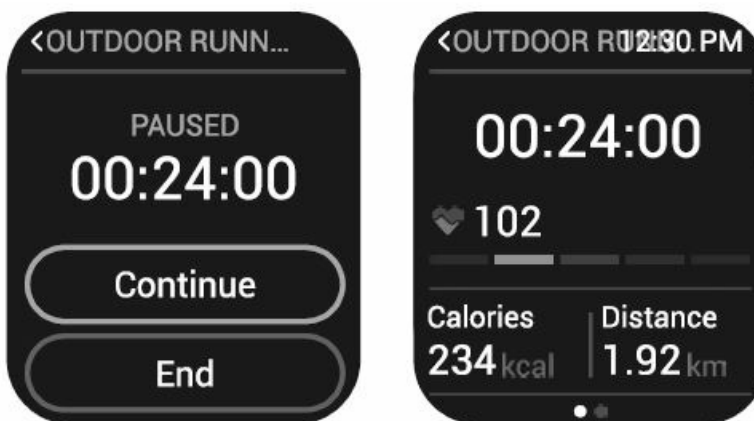 <OUTDOOR RUNN...
PAUSED
00:24:00
Continue
End
<OUTDOOR RUNN... 12:30 PM
00:24:00
102
Calories
234 kcal
Distance
1.92 km